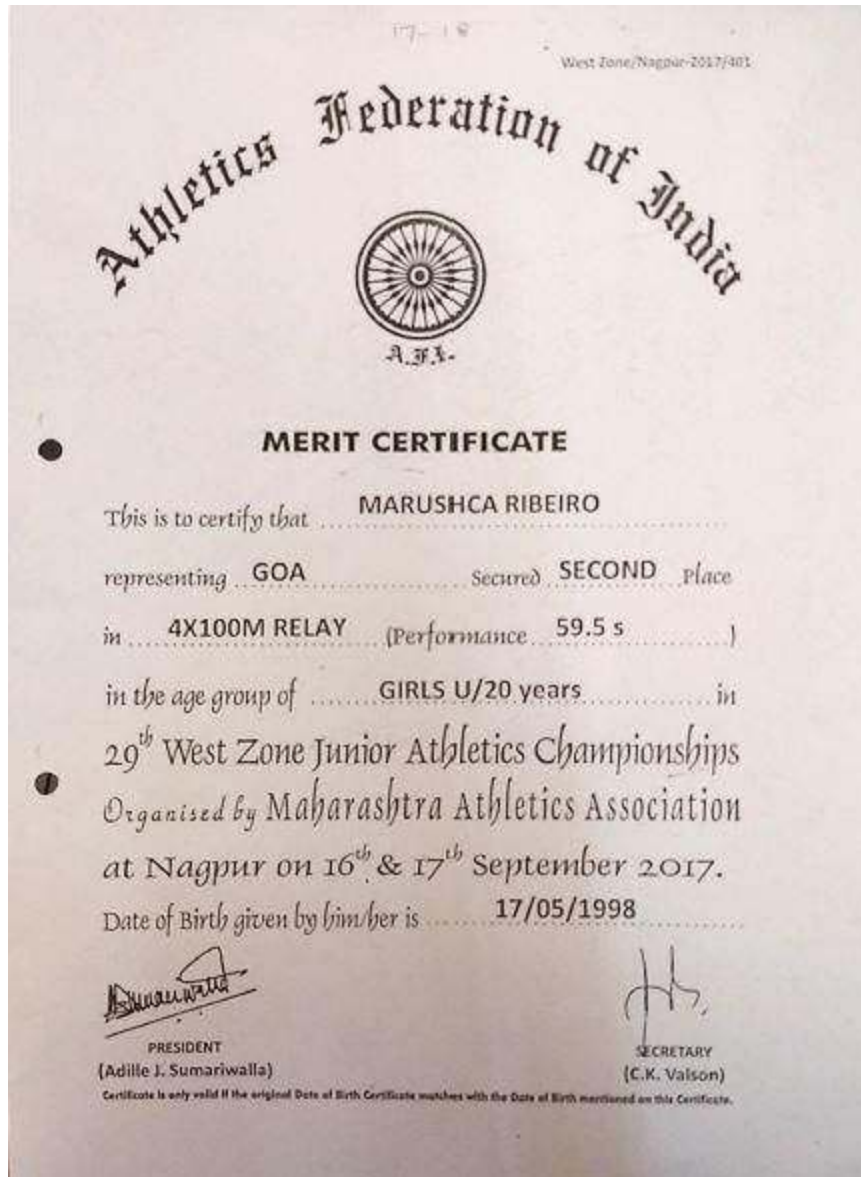 17-18
West Zone/Nagpur-2017/401
Athletics Federation of India
A.F.I.
MERIT CERTIFICATE
This is to certify that MARUSHCA RIBEIRO
representing GOA Secured SECOND Place
in 4X100M RELAY (Performance 59.5 s )
in the age group of GIRLS U/20 years in
29th West Zone Junior Athletics Championships
Organised by Maharashtra Athletics Association
at Nagpur on 16th & 17th September 2017.
Date of Birth given by him/her is 17/05/1998
PRESIDENT SECRETARY
(Adille J. Sumariwalla) (C.K. Valson)
Certificate is only valid if the original Date of Birth Certificate matches with the Date of Birth mentioned on this Certificate.